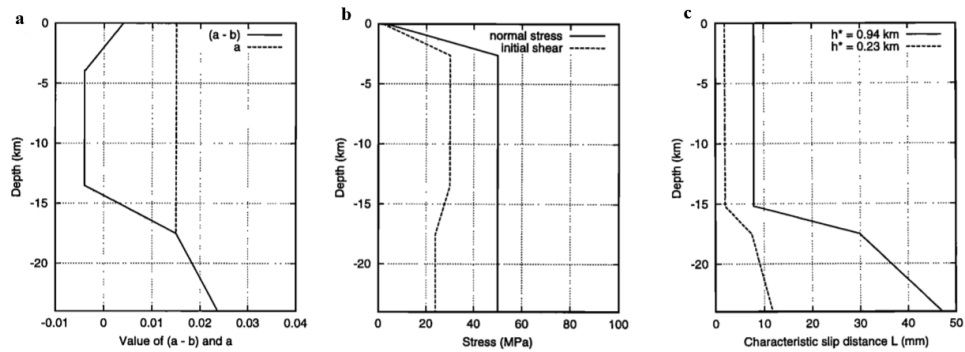 a
(a - b)
a
0
-5
-10
-15
-20
Depth (km)
-0.01
0
0.01
0.02
0.03
0.04
Value of (a - b) and a
b
normal stress
initial shear
0
-5
-10
-15
-20
Depth (km)
0
20
40
60
80
100
Stress (MPa)
c
h* = 0.94 km
h* = 0.23 km
0
-5
-10
-15
-20
Depth (km)
0
10
20
30
40
50
Characteristic slip distance L (mm)